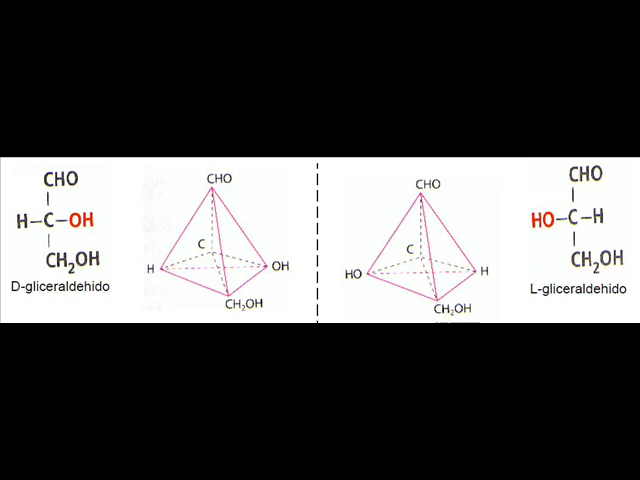 CHO
H-C-OH
CH₂OH
D-gliceraldehido
CHO
C
H
OH
CH₂OH
CHO
C
HO
H
CH₂OH
CHO
HO-C-H
CH₂OH
L-gliceraldehido